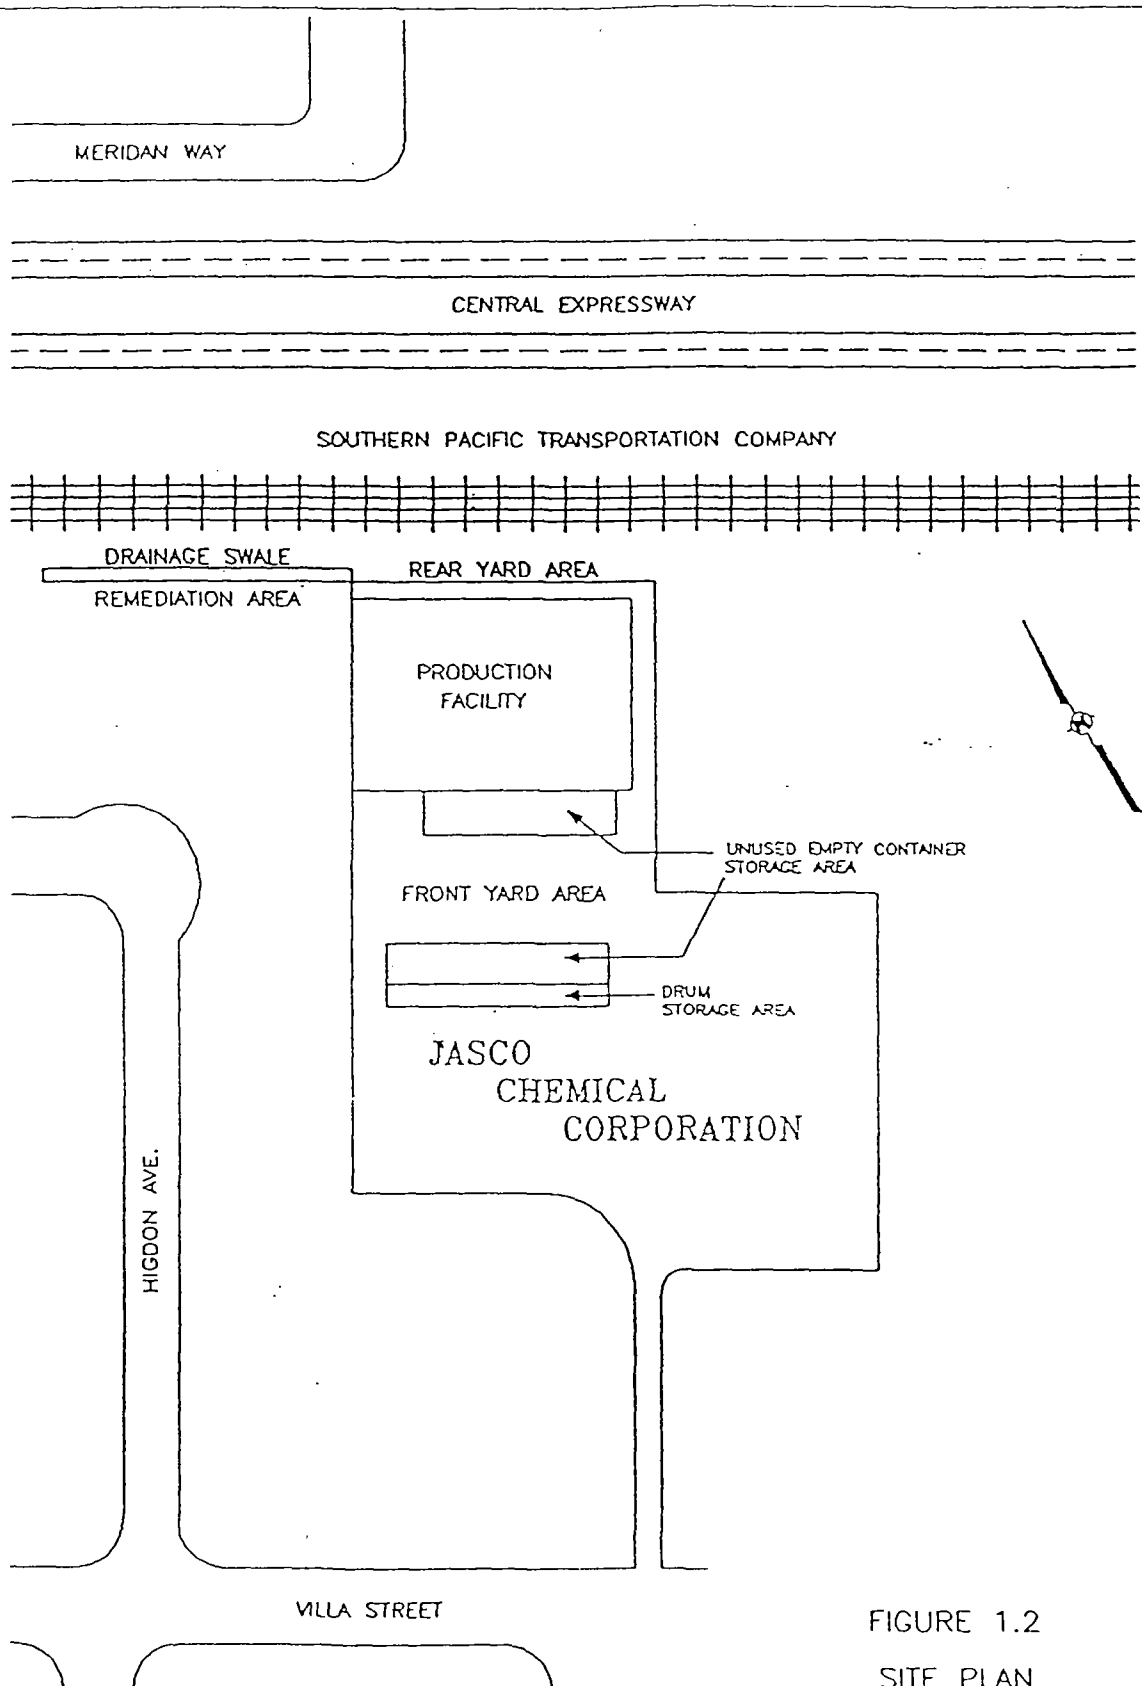 MERIDAN WAY
CENTRAL EXPRESSWAY
SOUTHERN PACIFIC TRANSPORTATION COMPANY
DRAINAGE SWALE
REMEDIATION AREA
REAR YARD AREA
PRODUCTION
FACILITY
UNUSED EMPTY CONTAINER
STORAGE AREA
FRONT YARD AREA
DRUM
STORAGE AREA
JASCO
CHEMICAL
CORPORATION
HIGDON AVE.
VILLA STREET
FIGURE 1.2
SITE PLAN